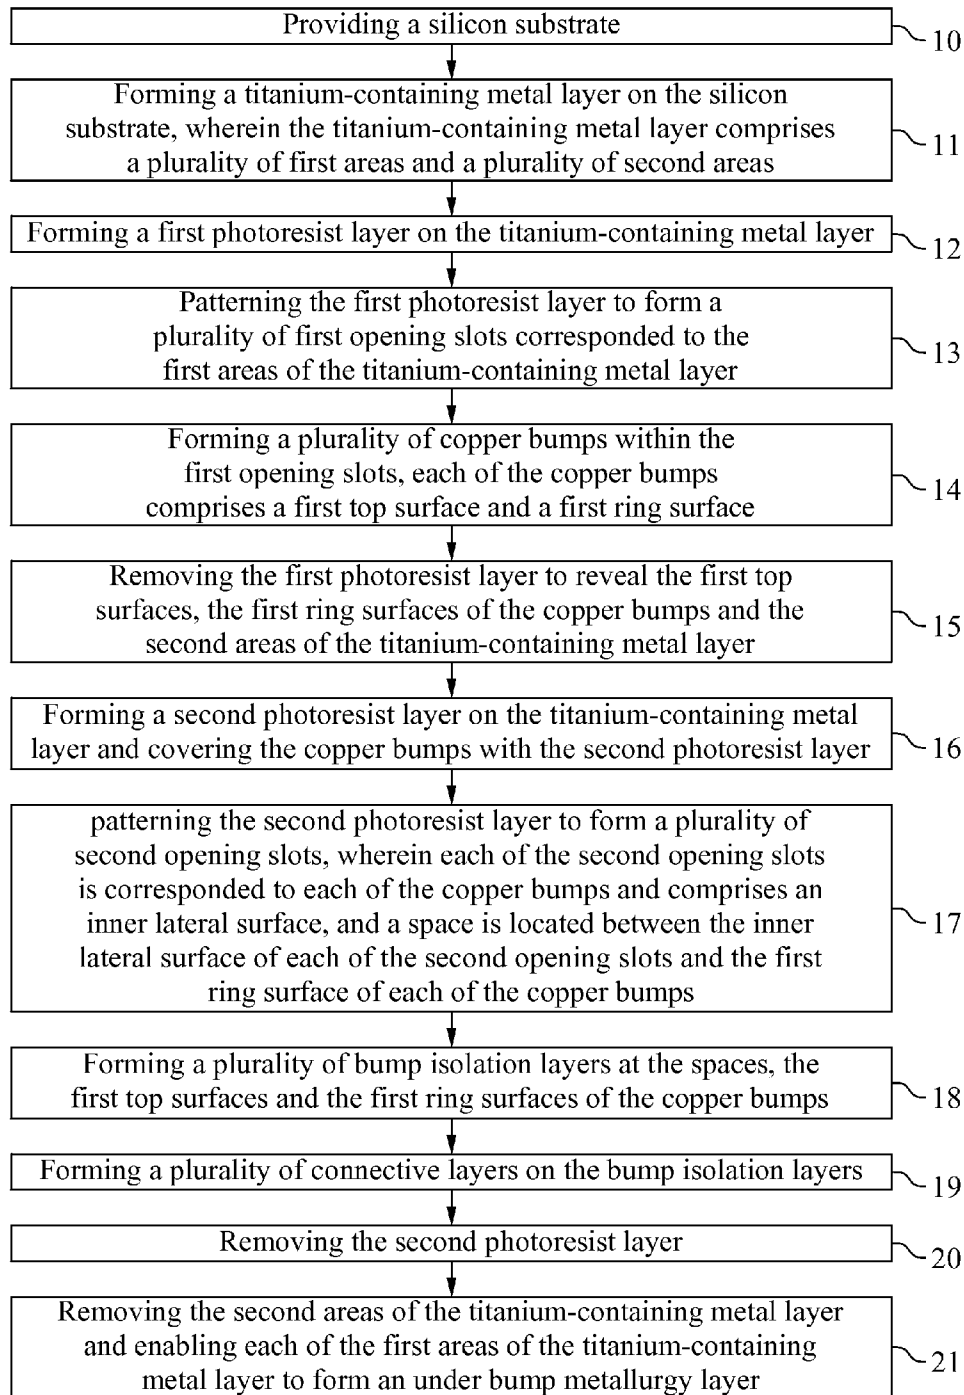 Providing a silicon substrate
10
Forming a titanium-containing metal layer on the silicon
substrate, wherein the titanium-containing metal layer comprises
a plurality of first areas and a plurality of second areas
11
Forming a first photoresist layer on the titanium-containing metal layer
12
Patterning the first photoresist layer to form a
plurality of first opening slots corresponded to the
first areas of the titanium-containing metal layer
13
Forming a plurality of copper bumps within the
first opening slots, each of the copper bumps
comprises a first top surface and a first ring surface
14
Removing the first photoresist layer to reveal the first top
surfaces, the first ring surfaces of the copper bumps and the
second areas of the titanium-containing metal layer
15
Forming a second photoresist layer on the titanium-containing metal
layer and covering the copper bumps with the second photoresist layer
16
patterning the second photoresist layer to form a plurality of
second opening slots, wherein each of the second opening slots
is corresponded to each of the copper bumps and comprises an
inner lateral surface, and a space is located between the inner
lateral surface of each of the second opening slots and the first
ring surface of each of the copper bumps
17
Forming a plurality of bump isolation layers at the spaces, the
first top surfaces and the first ring surfaces of the copper bumps
18
Forming a plurality of connective layers on the bump isolation layers
19
Removing the second photoresist layer
20
Removing the second areas of the titanium-containing metal layer
and enabling each of the first areas of the titanium-containing
metal layer to form an under bump metallurgy layer
21